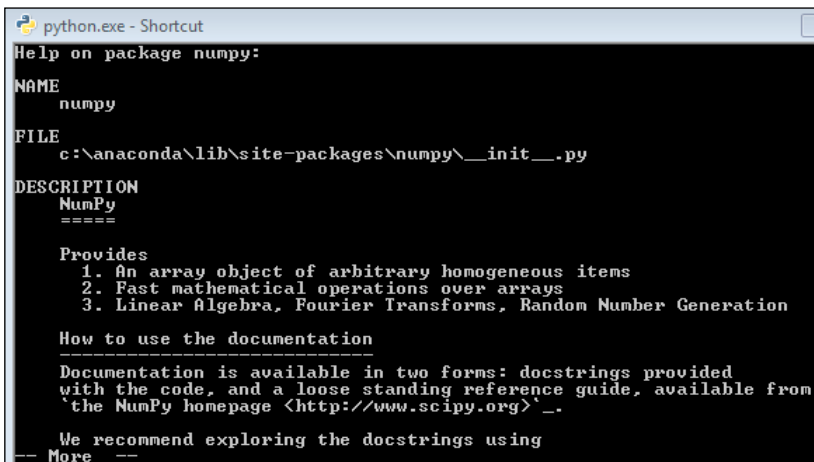 python.exe - Shortcut
Help on package numpy:
NAME
numpy
FILE
c:\anaconda\lib\site-packages\numpy\__init__.py
DESCRIPTION
NumPy
=====
Provides
1. An array object of arbitrary homogeneous items
2. Fast mathematical operations over arrays
3. Linear Algebra, Fourier Transforms, Random Number Generation
How to use the documentation
----------------------------
Documentation is available in two forms: docstrings provided
with the code, and a loose standing reference guide, available from
`the NumPy homepage <http://www.scipy.org>`_.
We recommend exploring the docstrings using
-- More --